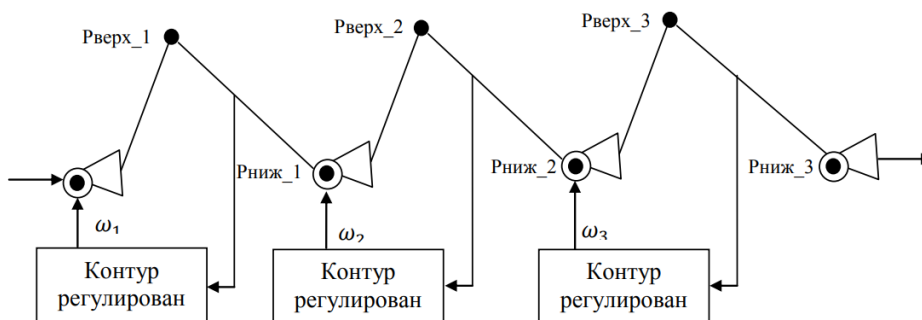 Рверх_1
Рверх_2
Рверх_3
Рниж_1
Рниж_2
Рниж_3
ω1
ω2
ω3
Контур
регулирован
Контур
регулирован
Контур
регулирован